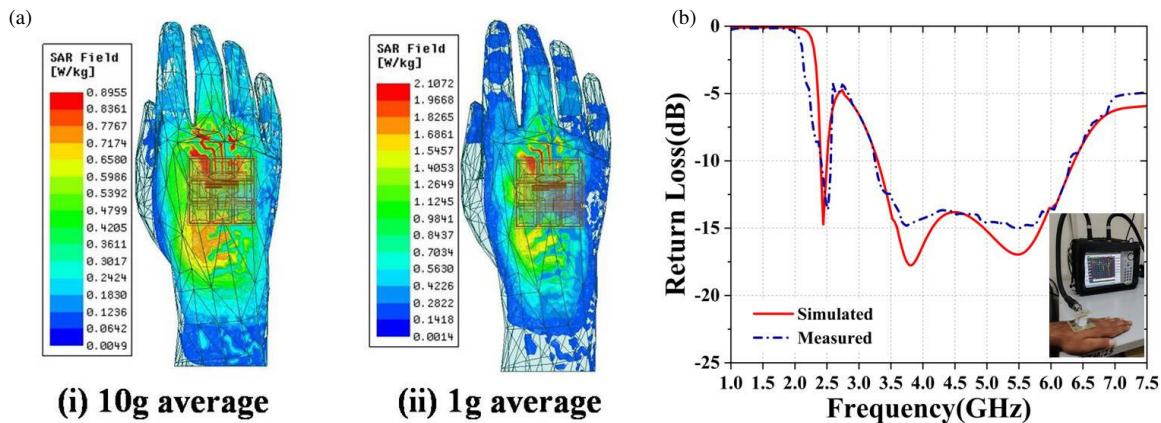 (a)
SAR Field
[W/kg]
0.8955
0.8361
0.7767
0.7174
0.6580
0.5986
0.5392
0.4799
0.4205
0.3611
0.3017
0.2424
0.1830
0.1236
0.0642
0.0049
(i) 10g average
SAR Field
[W/kg]
2.1072
1.9668
1.8265
1.6861
1.5457
1.4053
1.2649
1.1245
0.9841
0.8437
0.7034
0.5630
0.4226
0.2822
0.1418
0.0014
(ii) 1g average
(b)
Return Loss(dB)
0
-5
-10
-15
-20
-25
Simulated
Measured
1.0 1.5 2.0 2.5 3.0 3.5 4.0 4.5 5.0 5.5 6.0 6.5 7.0 7.5
Frequency(GHz)